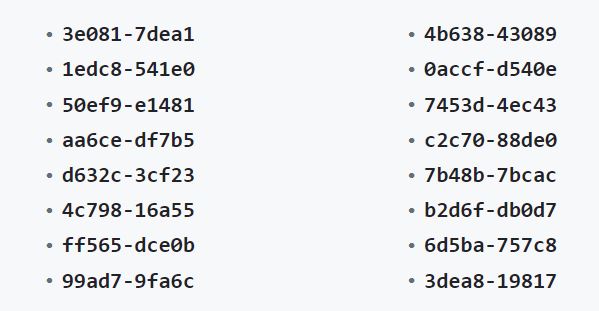 3e081-7dea1
1edc8-541e0
50ef9-e1481
aa6ce-df7b5
d632c-3cf23
4c798-16a55
ff565-dce0b
99ad7-9fa6c
4b638-43089
0accf-d540e
7453d-4ec43
c2c70-88de0
7b48b-7bcac
b2d6f-db0d7
6d5ba-757c8
3dea8-19817